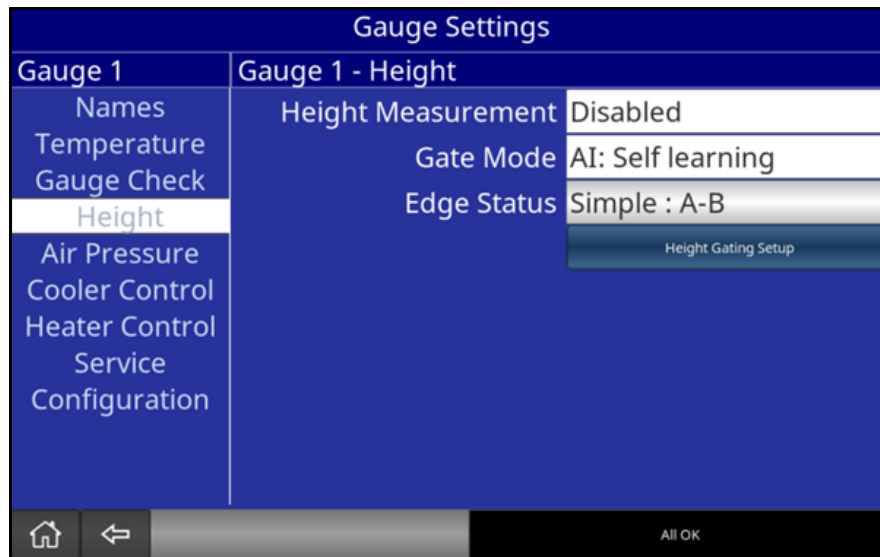 Gauge Settings
Gauge 1
Gauge 1 - Height
Names
Temperature
Gauge Check
Height
Air Pressure
Cooler Control
Heater Control
Service
Configuration
Height Measurement Disabled
Gate Mode AI: Self learning
Edge Status Simple : A-B
Height Gating Setup
All OK